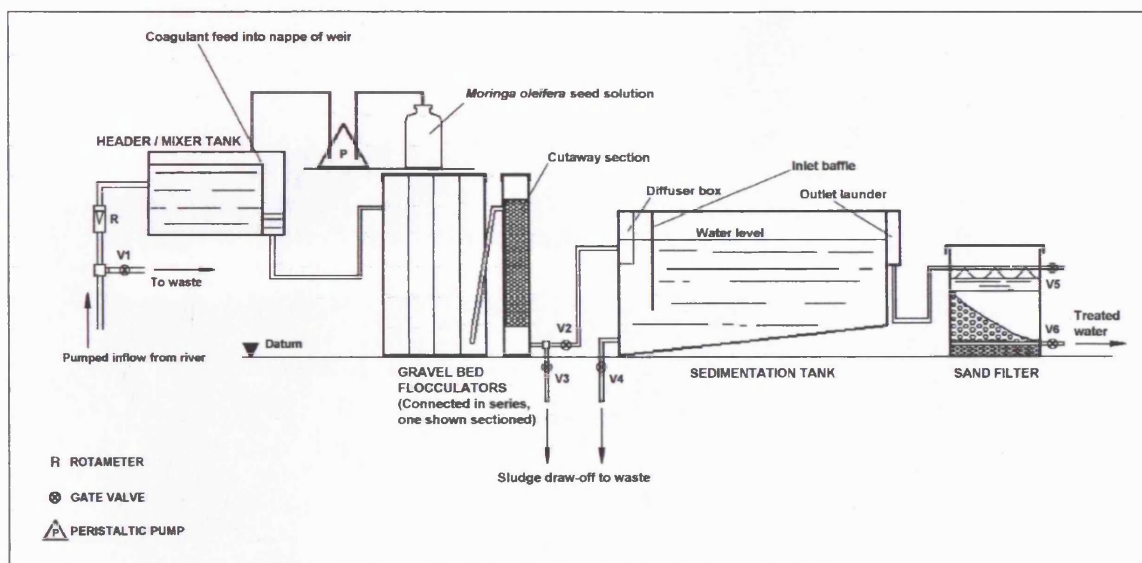 Coagulant feed into nappe of weir
Moringa oleifera seed solution
HEADER / MIXER TANK
P
Cutaway section
Inlet baffle
Diffuser box
Outlet launder
Water level
R
V1
To waste
V2
V5
V6
Treated
water
Pumped inflow from river
Datum
V3
V4
GRAVEL BED
FLOCCULATORS
(Connected in series,
one shown sectioned)
SEDIMENTATION TANK
SAND FILTER
Sludge draw-off to waste
R ROTAMETER
GATE VALVE
P PERISTALTIC PUMP